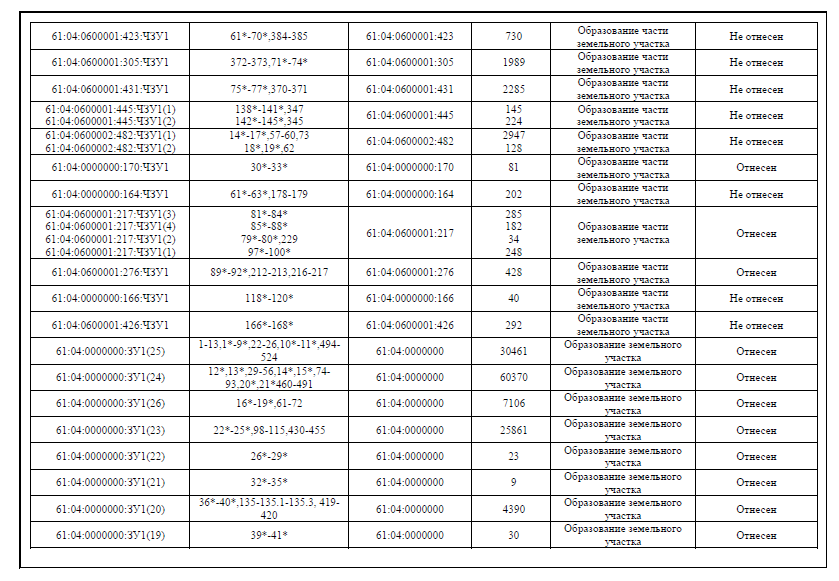 61:04:0600001:423:ЧЗУ1 61*-70*,384-385 61:04:0600001:423 730 Образование части земельного участка Не отнесен
61:04:0600001:305:ЧЗУ1 372-373,71*-74* 61:04:0600001:305 1989 Образование части земельного участка Не отнесен
61:04:0600001:431:ЧЗУ1 75*-77*,370-371 61:04:0600001:431 2285 Образование части земельного участка Не отнесен
61:04:0600001:445:ЧЗУ1(1) 138*-141*,347 61:04:0600001:445 145 Образование части земельного участка Не отнесен
61:04:0600001:445:ЧЗУ1(2) 142*-145*,345 224
61:04:0600002:482:ЧЗУ1(1) 14*-17*,57-60,73 61:04:0600002:482 2947 Образование части земельного участка Не отнесен
61:04:0600002:482:ЧЗУ1(2) 18*,19*,62 128
61:04:0000000:170:ЧЗУ1 30*-33* 61:04:0000000:170 81 Образование части земельного участка Отнесен
61:04:0000000:164:ЧЗУ1 61*-63*,178-179 61:04:0000000:164 202 Образование части земельного участка Не отнесен
61:04:0600001:217:ЧЗУ1(3) 81*-84* 61:04:0600001:217 285 Образование части земельного участка Отнесен
61:04:0600001:217:ЧЗУ1(4) 85*-88* 182
61:04:0600001:217:ЧЗУ1(2) 79*-80*,229 34
61:04:0600001:217:ЧЗУ1(1) 97*-100* 248
61:04:0600001:276:ЧЗУ1 89*-92*,212-213,216-217 61:04:0600001:276 428 Образование части земельного участка Отнесен
61:04:0000000:166:ЧЗУ1 118*-120* 61:04:0000000:166 40 Образование части земельного участка Не отнесен
61:04:0600001:426:ЧЗУ1 166*-168* 61:04:0600001:426 292 Образование части земельного участка Не отнесен
61:04:0000000:ЗУ1(25) 1-13,1*-9*,22-26,10*-11*,494-524 61:04:0000000 30461 Образование земельного участка Отнесен
61:04:0000000:ЗУ1(24) 12*,13*,29-56,14*,15*,74-93,20*,21*460-491 61:04:0000000 60370 Образование земельного участка Отнесен
61:04:0000000:ЗУ1(26) 16*-19*,61-72 61:04:0000000 7106 Образование земельного участка Отнесен
61:04:0000000:ЗУ1(23) 22*-25*,98-115,430-455 61:04:0000000 25861 Образование земельного участка Отнесен
61:04:0000000:ЗУ1(22) 26*-29* 61:04:0000000 23 Образование земельного участка Отнесен
61:04:0000000:ЗУ1(21) 32*-35* 61:04:0000000 9 Образование земельного участка Отнесен
61:04:0000000:ЗУ1(20) 36*-40*,135-135.1-135.3, 419-420 61:04:0000000 4390 Образование земельного участка Отнесен
61:04:0000000:ЗУ1(19) 39*-41* 61:04:0000000 30 Образование земельного участка Отнесен